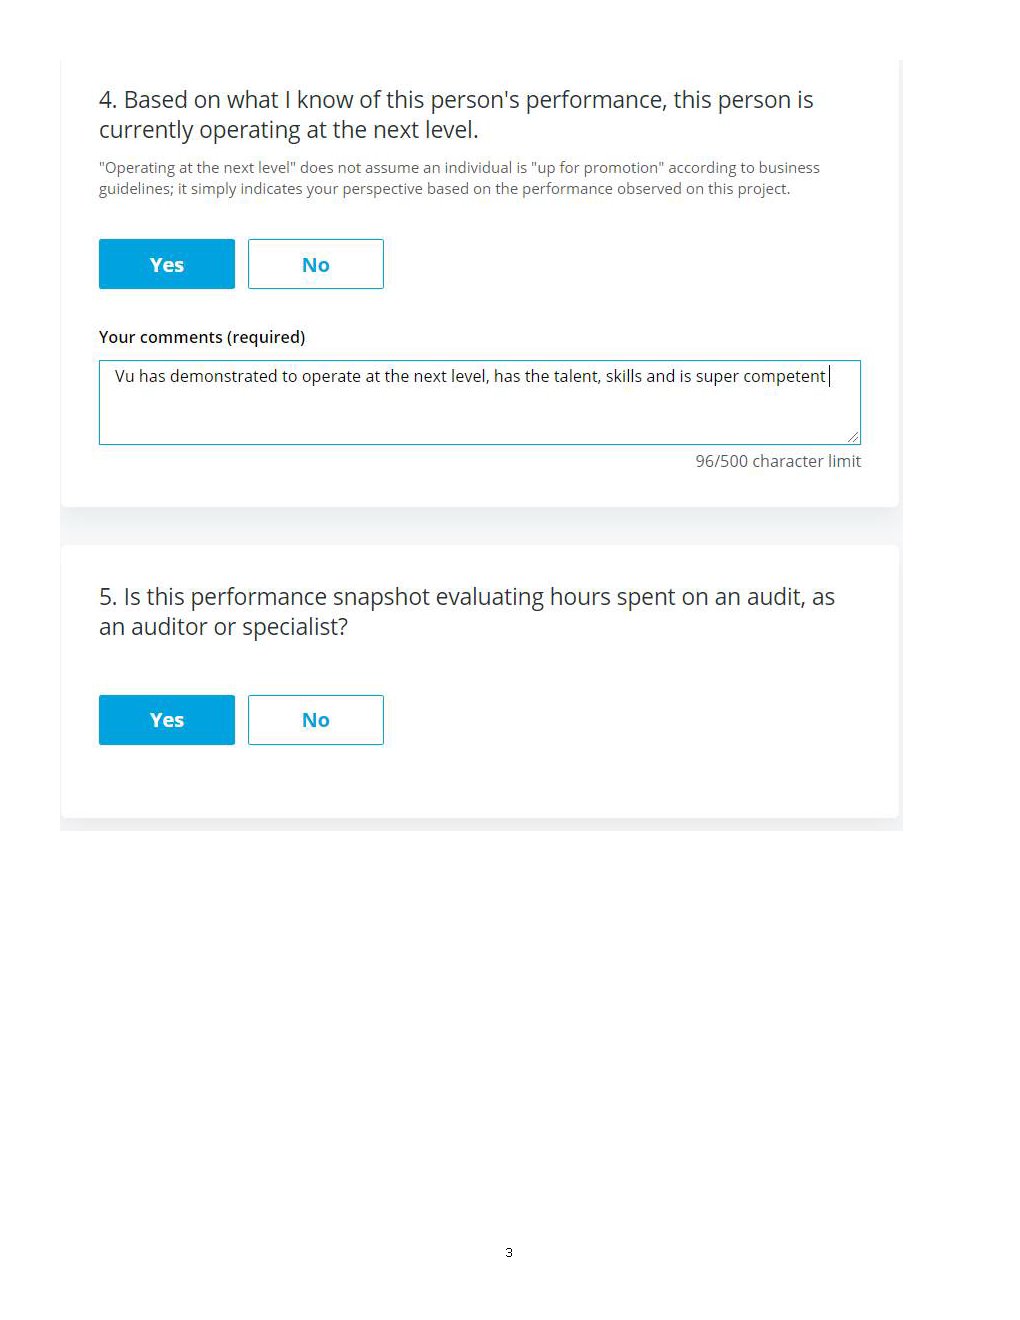 4. Based on what I know of this person's performance, this person is
currently operating at the next level.
"Operating at the next level" does not assume an individual is "up for promotion" according to business
guidelines; it simply indicates your perspective based on the performance observed on this project.
Yes No
Your comments (required)
Vu has demonstrated to operate at the next level, has the talent, skills and is super competent
96/500 character limit
5. Is this performance snapshot evaluating hours spent on an audit, as
an auditor or specialist?
Yes No
3